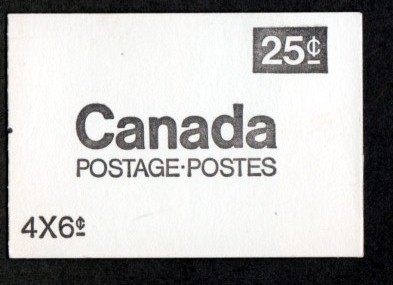 25¢
Canada
POSTAGE·POSTES
4X6¢